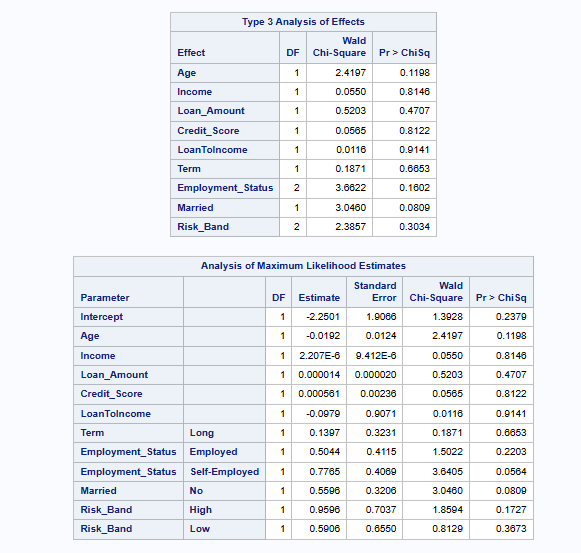 Type 3 Analysis of Effects
Wald
Effect DF Chi-Square Pr > ChiSq
Age 1 2.4197 0.1198
Income 1 0.0550 0.8146
Loan_Amount 1 0.5203 0.4707
Credit_Score 1 0.0565 0.8122
LoanToIncome 1 0.0116 0.9141
Term 1 0.1871 0.6653
Employment_Status 2 3.6622 0.1602
Married 1 3.0460 0.0809
Risk_Band 2 2.3857 0.3034
Analysis of Maximum Likelihood Estimates
Standard Wald
Parameter DF Estimate Error Chi-Square Pr > ChiSq
Intercept 1 -2.2501 1.9066 1.3928 0.2379
Age 1 -0.0192 0.0124 2.4197 0.1198
Income 1 2.207E-6 9.412E-6 0.0550 0.8146
Loan_Amount 1 0.000014 0.000020 0.5203 0.4707
Credit_Score 1 0.000561 0.00236 0.0565 0.8122
LoanToIncome 1 -0.0979 0.9071 0.0116 0.9141
Term Long 1 0.1397 0.3231 0.1871 0.6653
Employment_Status Employed 1 0.5044 0.4115 1.5022 0.2203
Employment_Status Self-Employed 1 0.7765 0.4069 3.6405 0.0564
Married No 1 0.5596 0.3206 3.0460 0.0809
Risk_Band High 1 0.9596 0.7037 1.8594 0.1727
Risk_Band Low 1 0.5906 0.6550 0.8129 0.3673